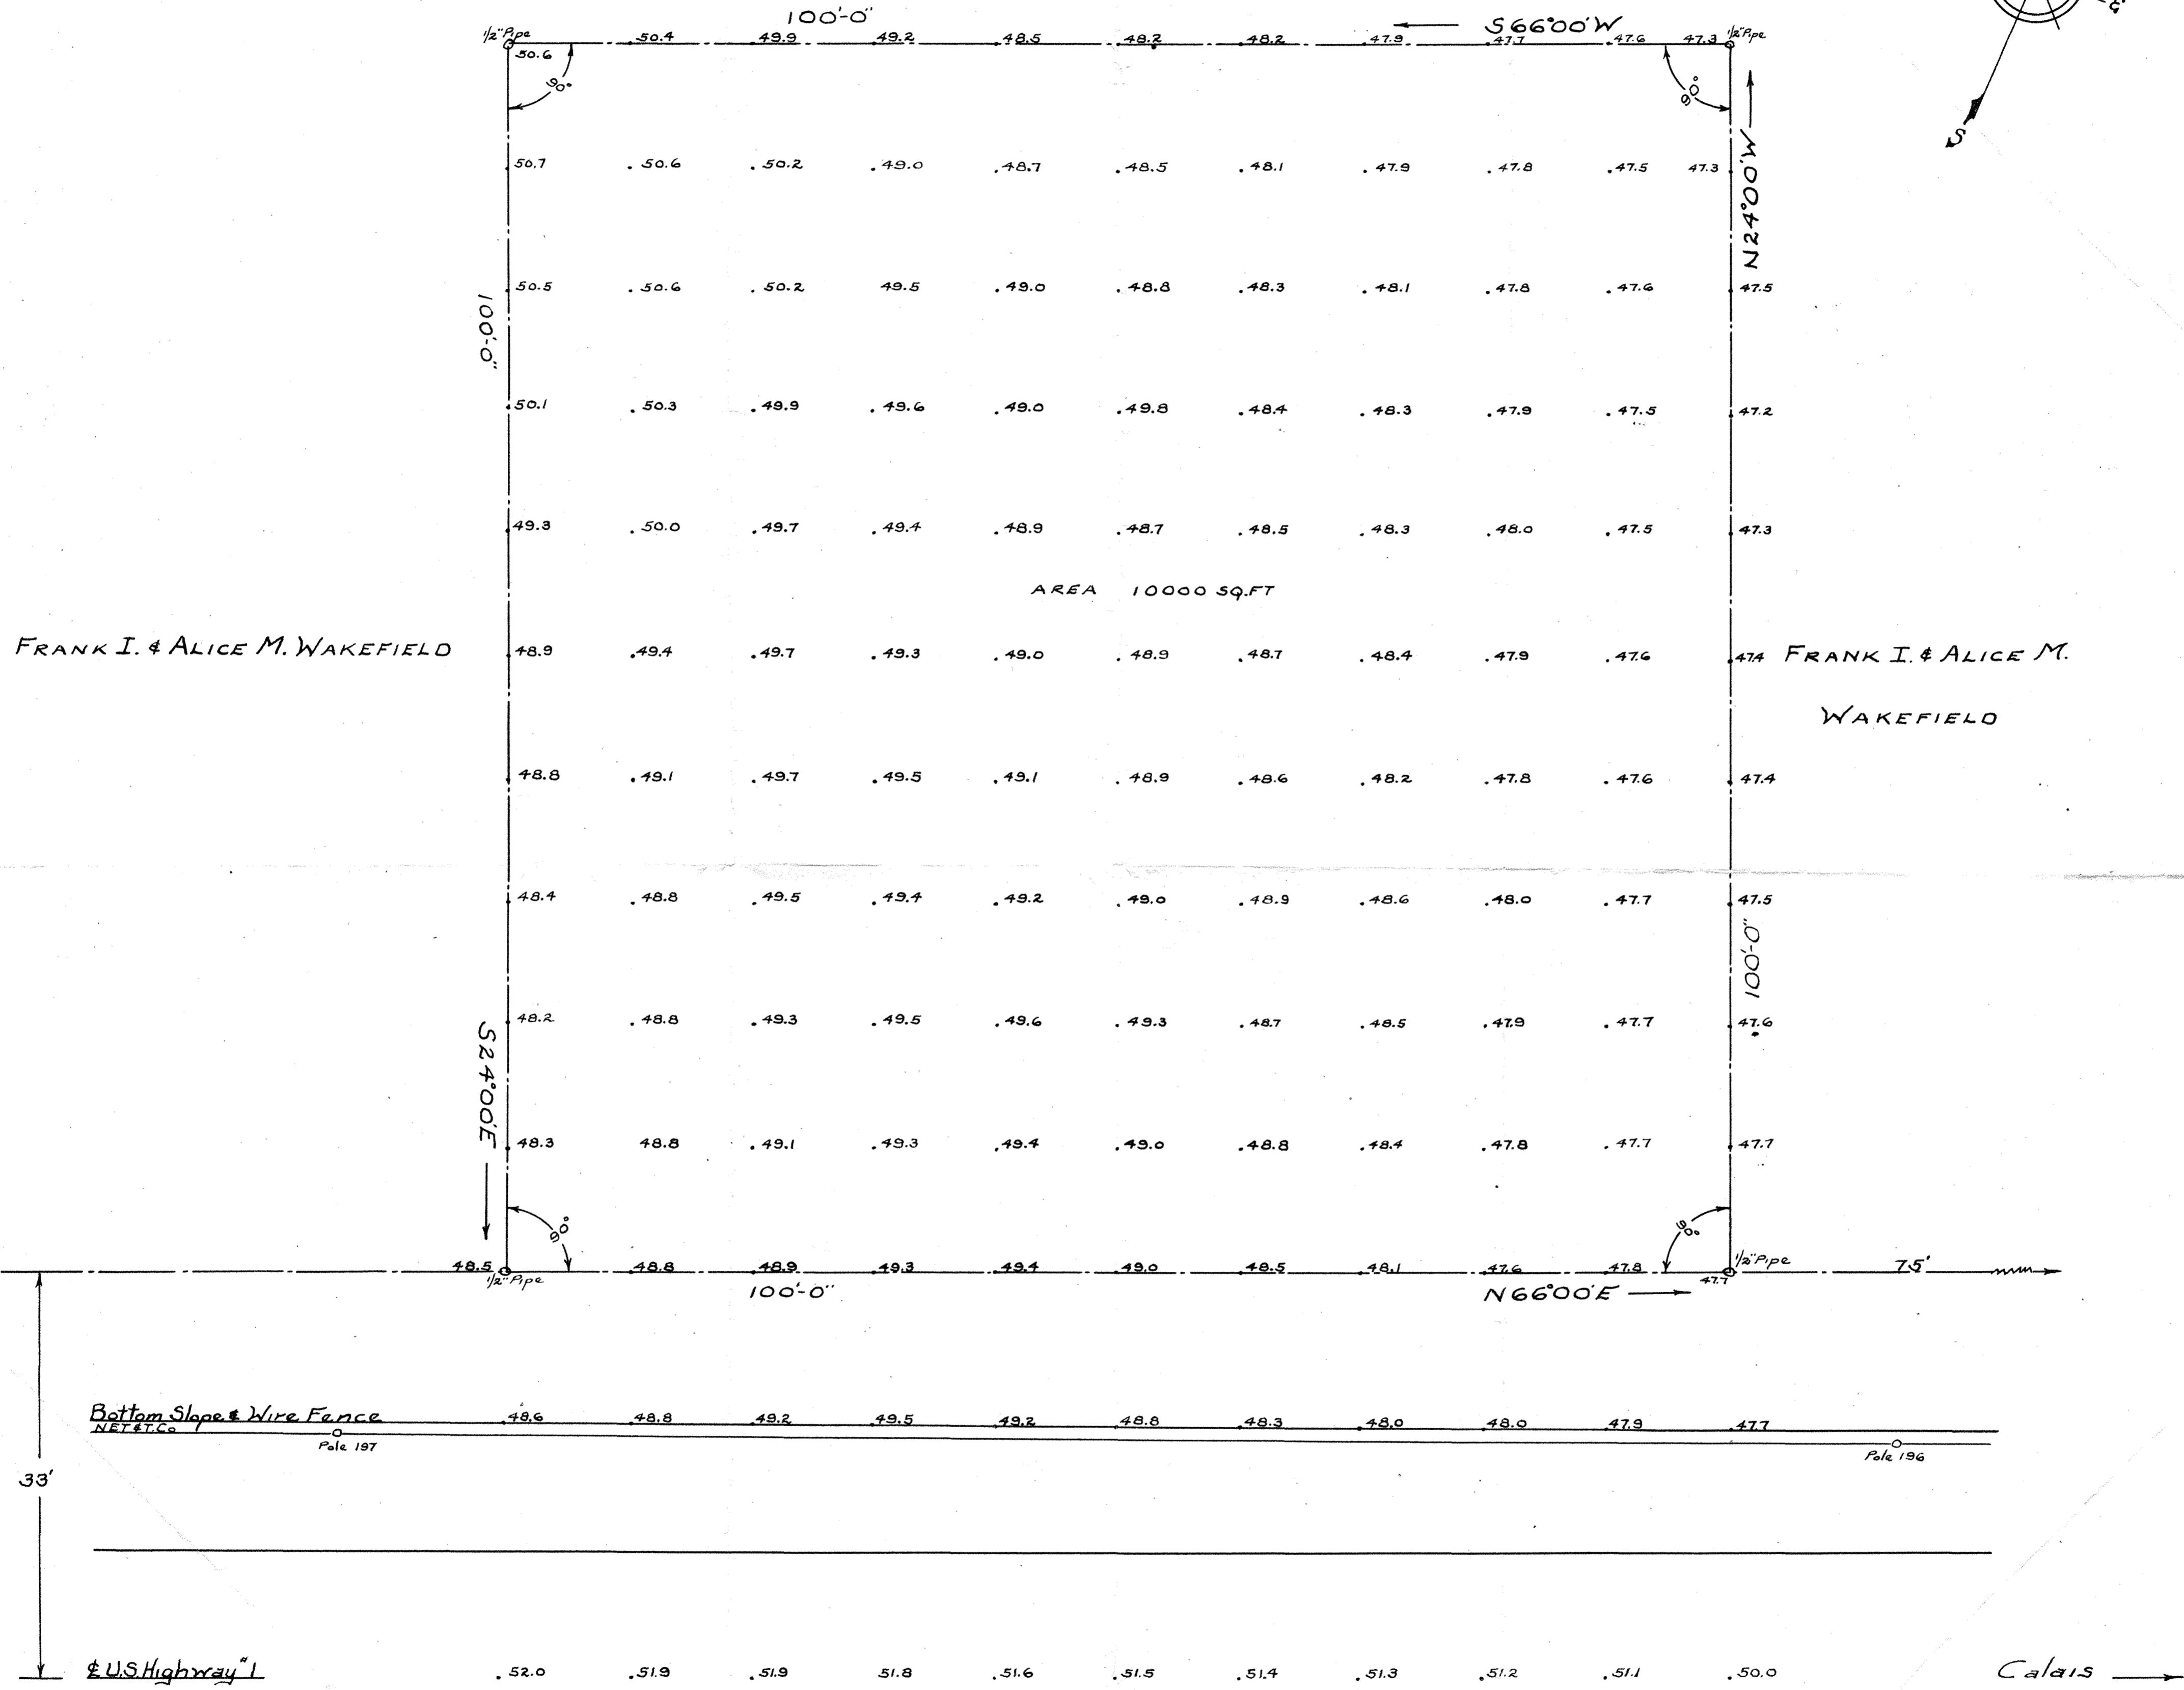 100'-0"
S66°00'W
1/2" Pipe
50.4 49.9 49.2 48.5 48.2 48.2 47.9 47.7 47.6 47.3
1/2" Pipe
50.6
90°
90°
S
N24°00'W
50.7 50.6 50.2 49.0 48.7 48.5 48.1 47.9 47.8 47.5 47.3
50.5 50.6 50.2 49.5 49.0 48.8 48.3 48.1 47.8 47.6 47.5
100'-0"
50.1 50.3 49.9 49.6 49.0 49.8 48.4 48.3 47.9 47.5 47.2
49.3 50.0 49.7 49.4 48.9 48.7 48.5 48.3 48.0 47.5 47.3
AREA 10000 SQ.FT
FRANK I. & ALICE M. WAKEFIELD
48.9 49.4 49.7 49.3 49.0 48.9 48.7 48.4 47.9 47.6 47.4
FRANK I. & ALICE M.
WAKEFIELD
48.8 49.1 49.7 49.5 49.1 48.9 48.6 48.2 47.8 47.6 47.4
48.4 48.8 49.5 49.4 49.2 49.0 48.9 48.6 48.0 47.7 47.5
100'-0"
48.2 48.8 49.3 49.5 49.6 49.3 48.7 48.5 47.9 47.7 47.6
S24°00'E
48.3 48.8 49.1 49.3 49.4 49.0 48.8 48.4 47.8 47.7 47.7
90°
90°
48.5 48.8 48.9 49.3 49.4 49.0 48.5 48.1 47.6 47.8 47.7
1/2" Pipe
1/2" Pipe
75'
100'-0"
N66°00'E
Bottom Slope & Wire Fence
48.6 48.8 49.2 49.5 49.2 48.8 48.3 48.0 48.0 47.9 47.7
N.E.T.&T.Co
Pole 197
Pole 196
33'
℄ U.S. Highway #1
52.0 51.9 51.9 51.8 51.6 51.5 51.4 51.3 51.2 51.1 50.0
Calais